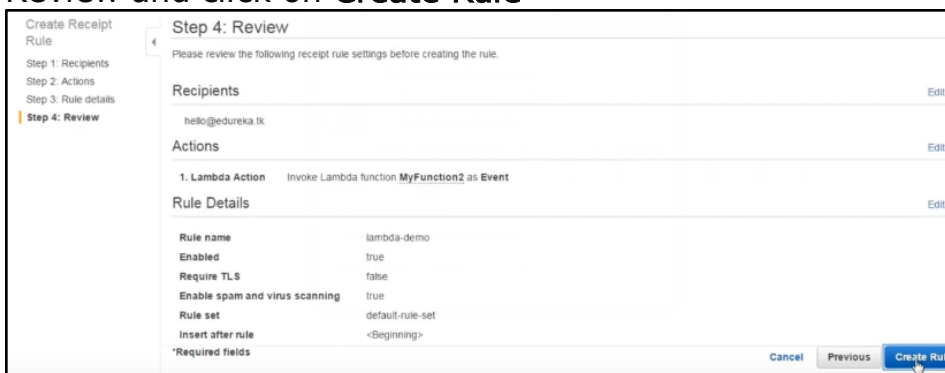 Review and click on Create Rule
Create Receipt
Rule
Step 1: Recipients
Step 2: Actions
Step 3: Rule details
Step 4: Review
Step 4: Review
Please review the following receipt rule settings before creating the rule.
Recipients Edit
hello@edureka.tk
Actions Edit
1. Lambda Action Invoke Lambda function MyFunction2 as Event
Rule Details Edit
Rule name lambda-demo
Enabled true
Require TLS false
Enable spam and virus scanning true
Rule set default-rule-set
Insert after rule <Beginning>
*Required fields
Cancel Previous Create Rul